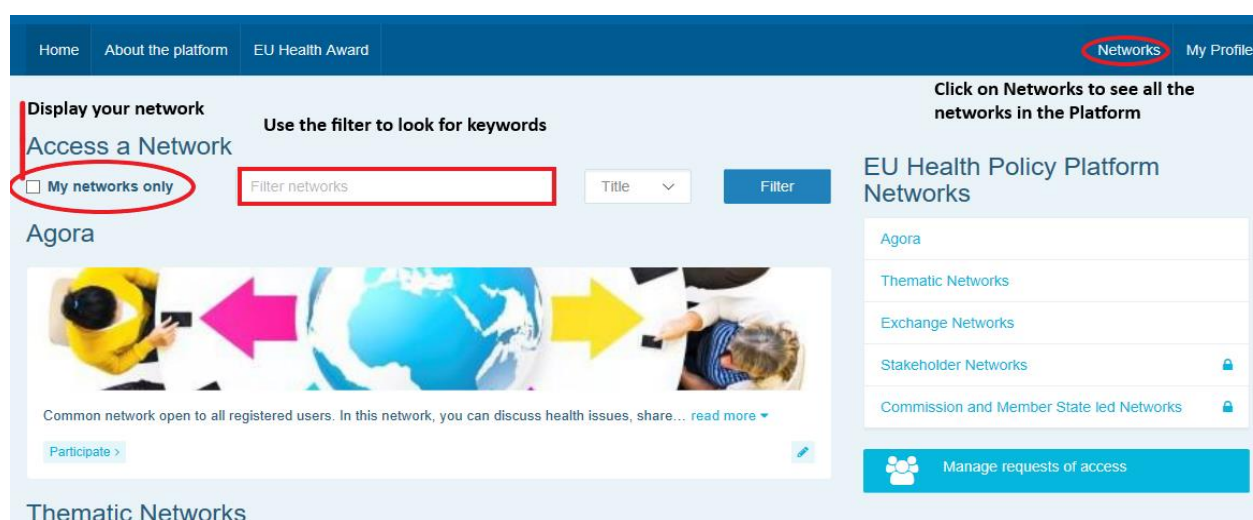 Home About the platform EU Health Award Networks My Profile
Display your network
Use the filter to look for keywords
Click on Networks to see all the
networks in the Platform
Access a Network
My networks only Filter networks Title Filter
Agora
Common network open to all registered users. In this network, you can discuss health issues, share... read more
Participate >
Thematic Networks
EU Health Policy Platform
Networks
Agora
Thematic Networks
Exchange Networks
Stakeholder Networks
Commission and Member State led Networks
Manage requests of access